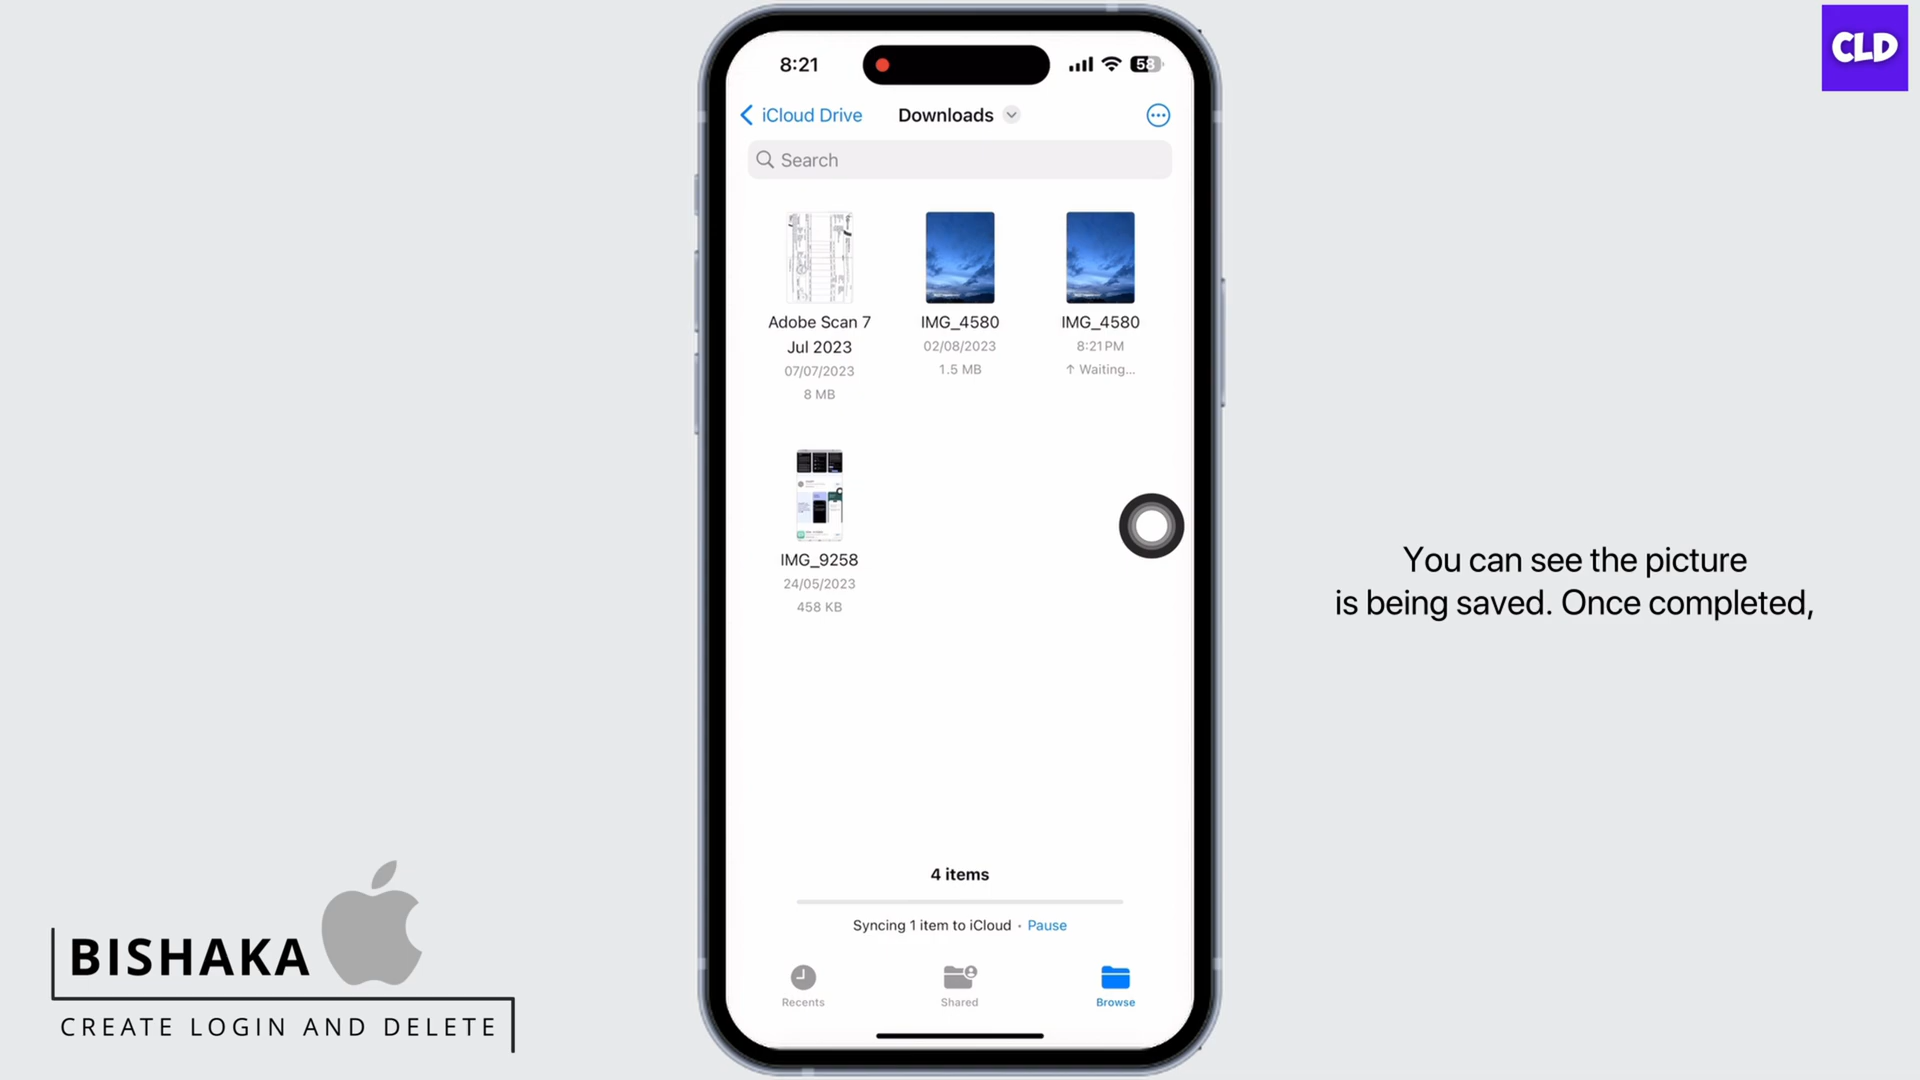 CLD
8:21
58
iCloud Drive
Downloads
Search
Adobe Scan 7
Jul 2023
07/07/2023
8 MB
IMG_4580
02/08/2023
1.5 MB
IMG_4580
8:21 PM
↑ Waiting...
IMG_9258
24/05/2023
458 KB
You can see the picture
is being saved. Once completed,
4 items
Syncing 1 item to iCloud · Pause
Recents
Shared
Browse
BISHAKA
CREATE LOGIN AND DELETE